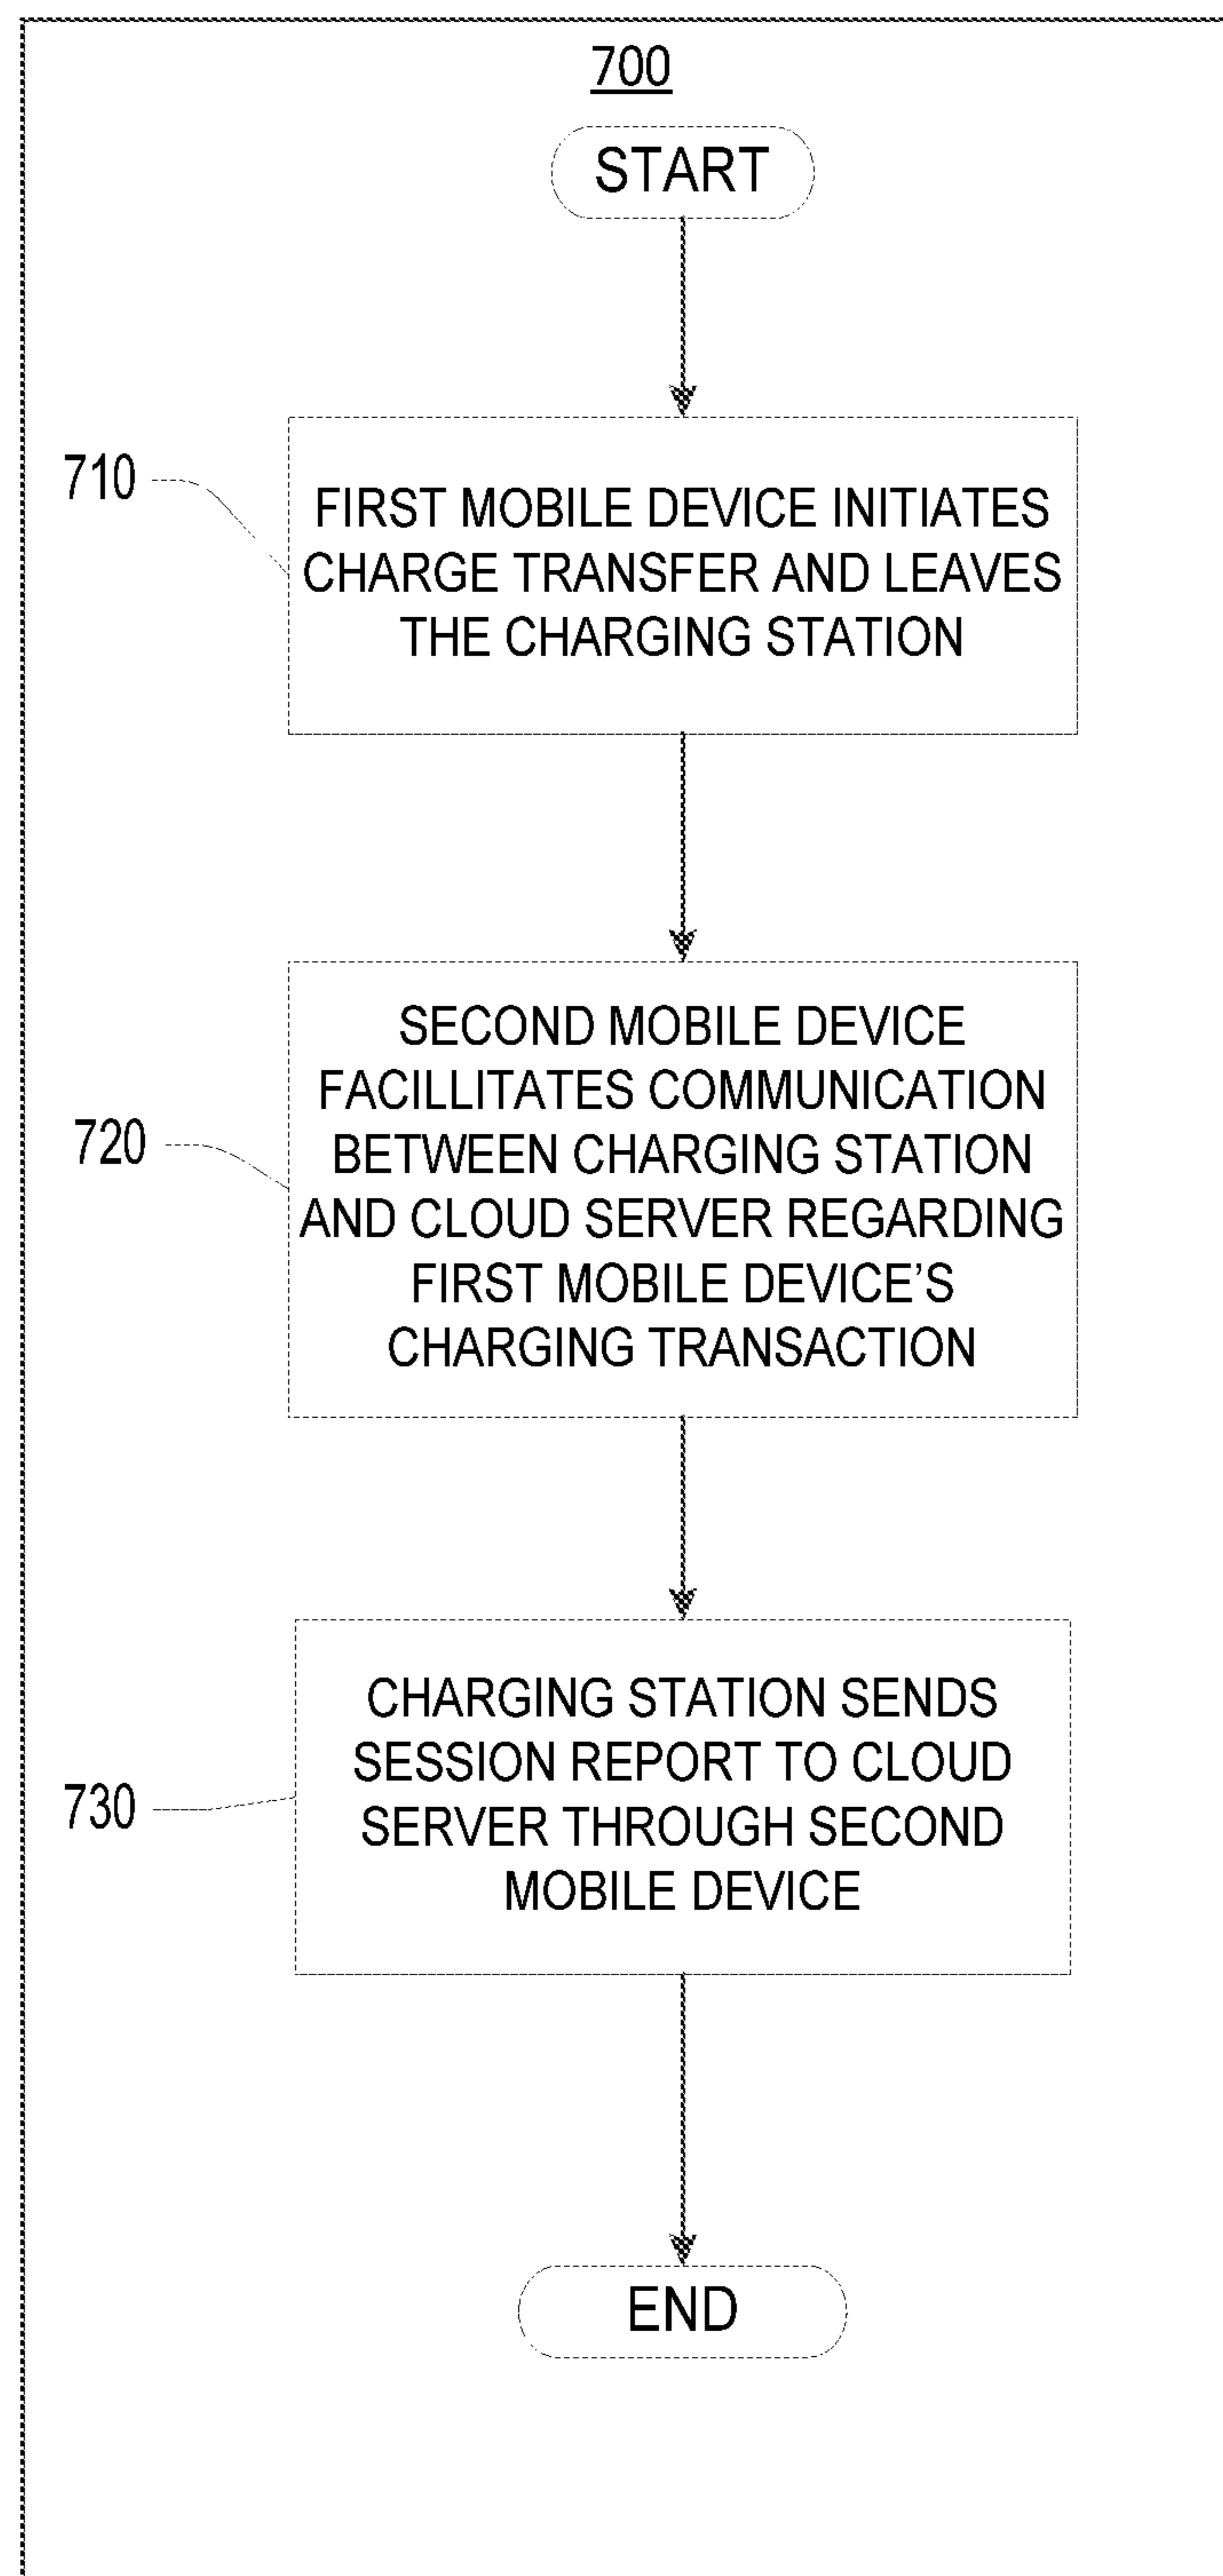 700
START
710
FIRST MOBILE DEVICE INITIATES
CHARGE TRANSFER AND LEAVES
THE CHARGING STATION
720
SECOND MOBILE DEVICE
FACILLITATES COMMUNICATION
BETWEEN CHARGING STATION
AND CLOUD SERVER REGARDING
FIRST MOBILE DEVICE’S
CHARGING TRANSACTION
730
CHARGING STATION SENDS
SESSION REPORT TO CLOUD
SERVER THROUGH SECOND
MOBILE DEVICE
END